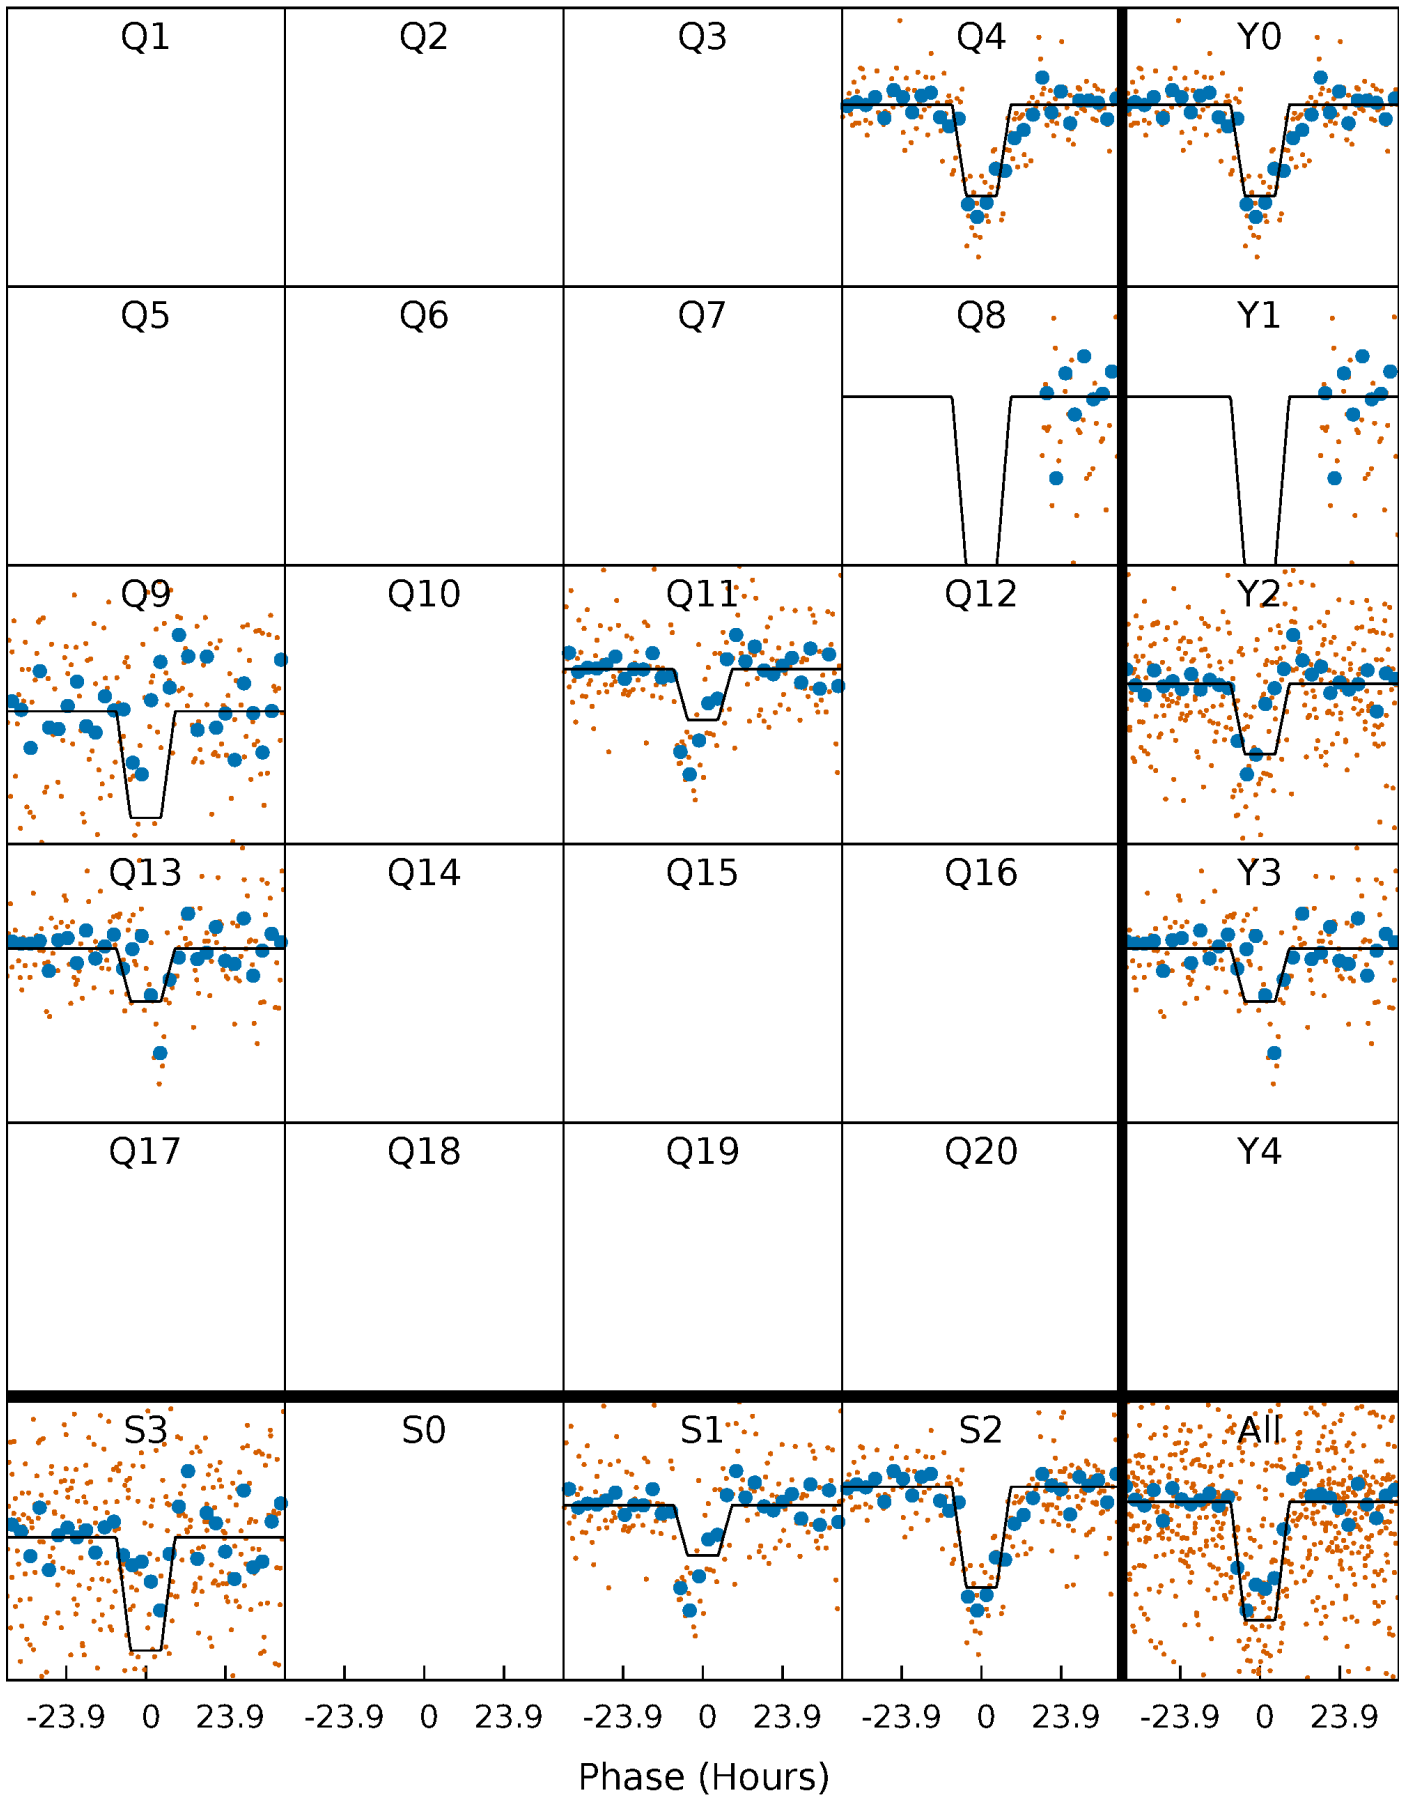 Q1 Q2 Q3 Q4 Y0
Q5 Q6 Q7 Q8 Y1
Q9 Q10 Q11 Q12 Y2
Q13 Q14 Q15 Q16 Y3
Q17 Q18 Q19 Q20 Y4
S3 S0 S1 S2 All
-23.9 0 23.9 -23.9 0 23.9 -23.9 0 23.9 -23.9 0 23.9 -23.9 0 23.9
Phase (Hours)